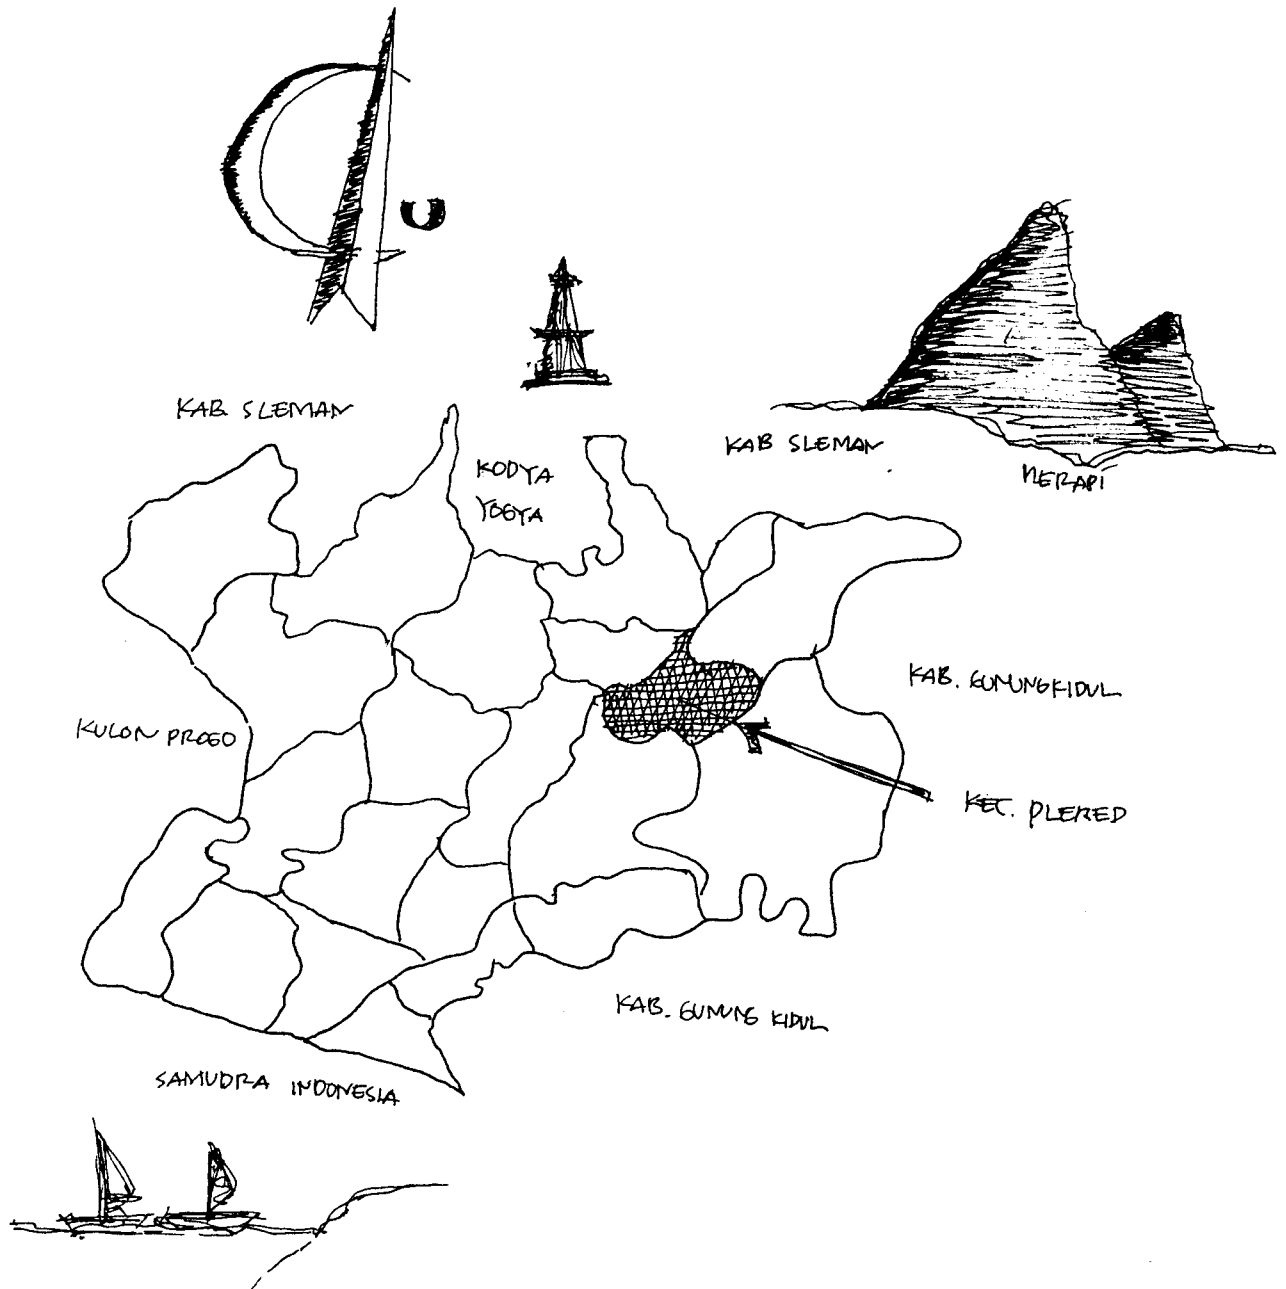 U
KAB SLEMAN
KODYA
YOGYA
KAB SLEMAN
MERAPI
KAB. GUNUNGKIDUL
KULON PROGO
KEC. PLERED
KAB. GUNUNG KIDUL
SAMUDRA INDONESIA